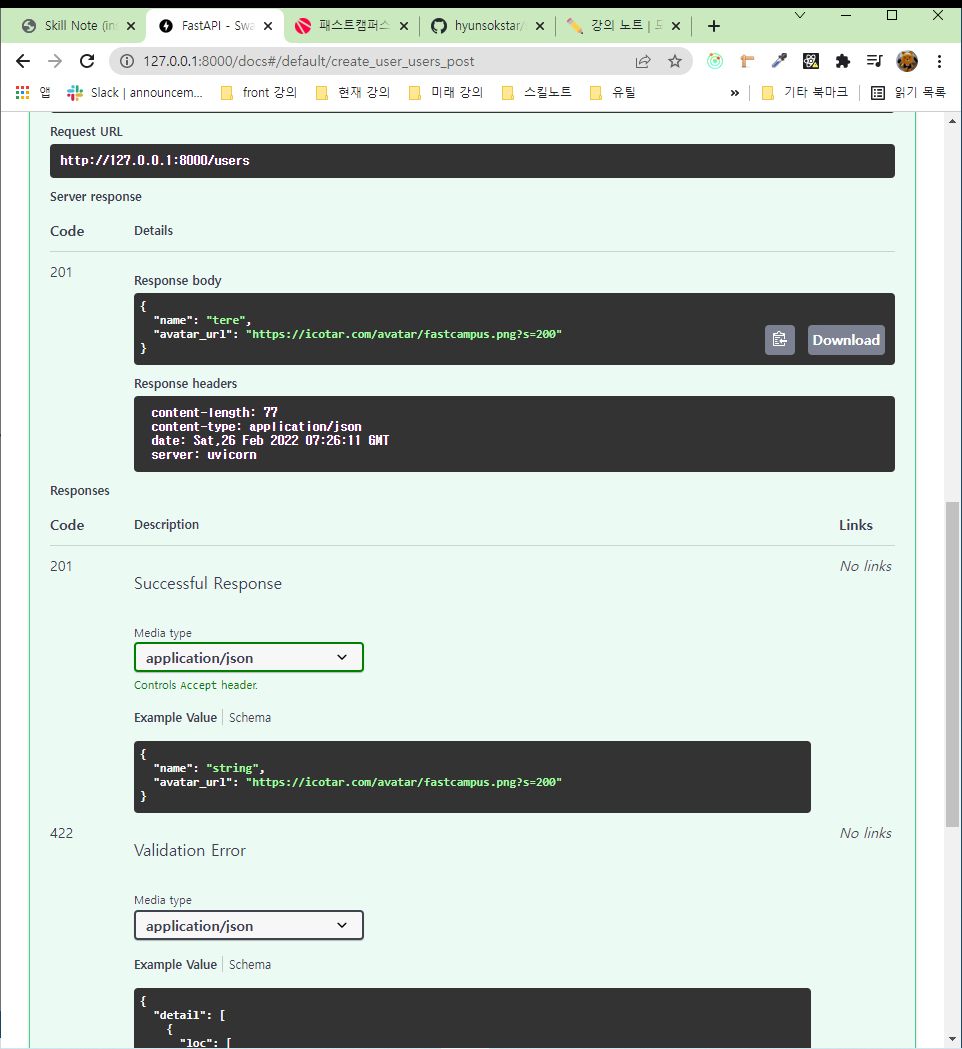 Skill Note (in
FastAPI - Swa
패스트캠퍼스
hyunsokstar/
강의 노트 | 프
127.0.0.1:8000/docs#/default/create_user_users_post
앱
Slack | announcem...
front 강의
현재 강의
미래 강의
스킬노트
유틸
»
기타 북마크
읽기 목록
Request URL
http://127.0.0.1:8000/users
Server response
Code Details
201
Response body
{
"name": "tere",
"avatar_url": "https://icotar.com/avatar/fastcampus.png?s=200"
}
Download
Response headers
content-length: 77
content-type: application/json
date: Sat,26 Feb 2022 07:26:11 GMT
server: uvicorn
Responses
Code Description Links
201 No links
Successful Response
Media type
application/json
Controls Accept header.
Example Value Schema
{
"name": "string",
"avatar_url": "https://icotar.com/avatar/fastcampus.png?s=200"
}
422 No links
Validation Error
Media type
application/json
Example Value Schema
{
"detail": [
{
"loc": [